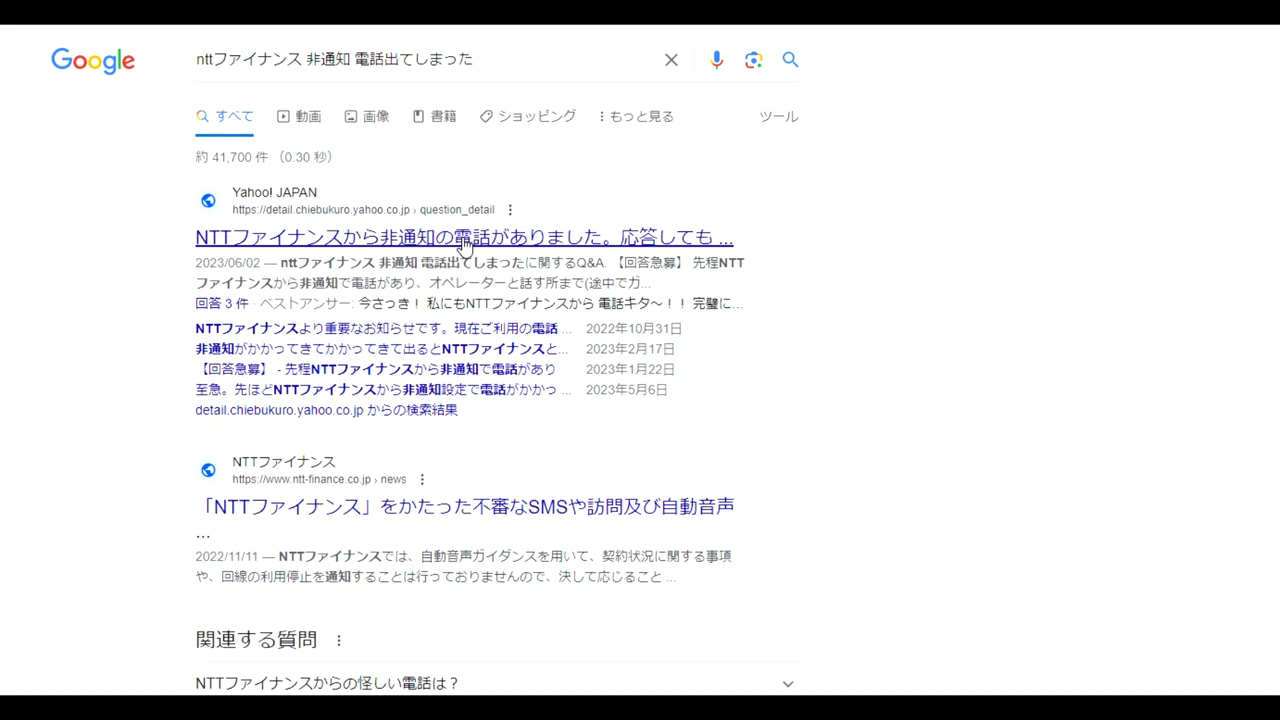 Google
nttファイナンス 非通知 電話出てしまった
すべて 動画 画像 書籍 ショッピング もっと見る ツール
約 41,700 件 （0.30 秒）
Yahoo! JAPAN
https://detail.chiebukuro.yahoo.co.jp › question_detail
NTTファイナンスから非通知の電話がありました。応答しても ...
2023/06/02 — nttファイナンス 非通知 電話出てしまったに関するQ&A. 【回答急募】 先程NTT
ファイナンスから非通知で電話があり、オペレーターと話す所まで(途中でガ...
回答 3 件 · ベストアンサー: 今さっき！ 私にもNTTファイナンスから 電話キタ～！！ 完璧に...
NTTファイナンスより重要なお知らせです。現在ご利用の電話 ... 2022年10月31日
非通知がかかってきてかかってきて出るとNTTファイナンスと... 2023年2月17日
【回答急募】 - 先程NTTファイナンスから非通知で電話があり 2023年1月22日
至急。先ほどNTTファイナンスから非通知設定で電話がかかっ ... 2023年5月6日
detail.chiebukuro.yahoo.co.jp からの検索結果
NTTファイナンス
https://www.ntt-finance.co.jp › news
「NTTファイナンス」をかたった不審なSMSや訪問及び自動音声
...
2022/11/11 — NTTファイナンスでは、自動音声ガイダンスを用いて、契約状況に関する事項
や、回線の利用停止を通知することは行っておりませんので、決して応じること ...
関連する質問
NTTファイナンスからの怪しい電話は？